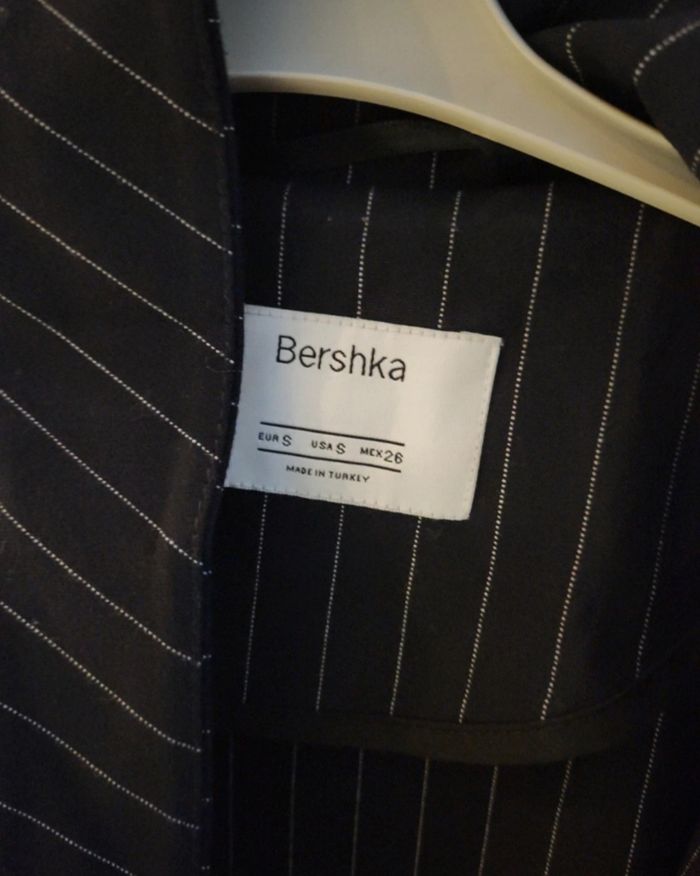 Bershka
EUR S USA S MEX 26
MADE IN TURKEY